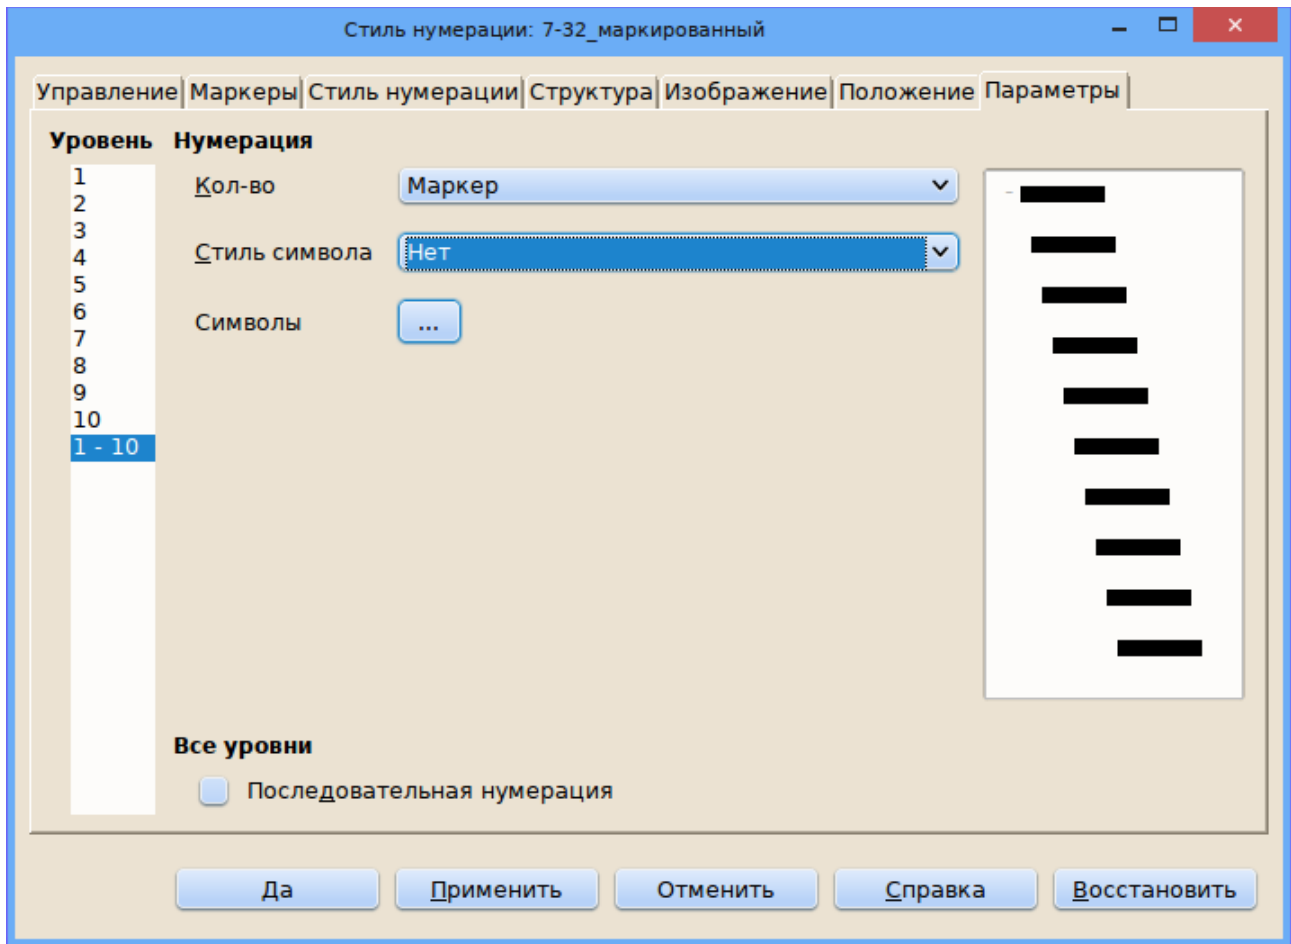 Стиль нумерации: 7-32_маркированный
Управление Маркеры Стиль нумерации Структура Изображение Положение Параметры
Уровень Нумерация
1
2
3
4
5
6
7
8
9
10
1 - 10
Кол-во Маркер
Стиль символа Нет
Символы ...
Все уровни
Последовательная нумерация
Да Применить Отменить Справка Восстановить